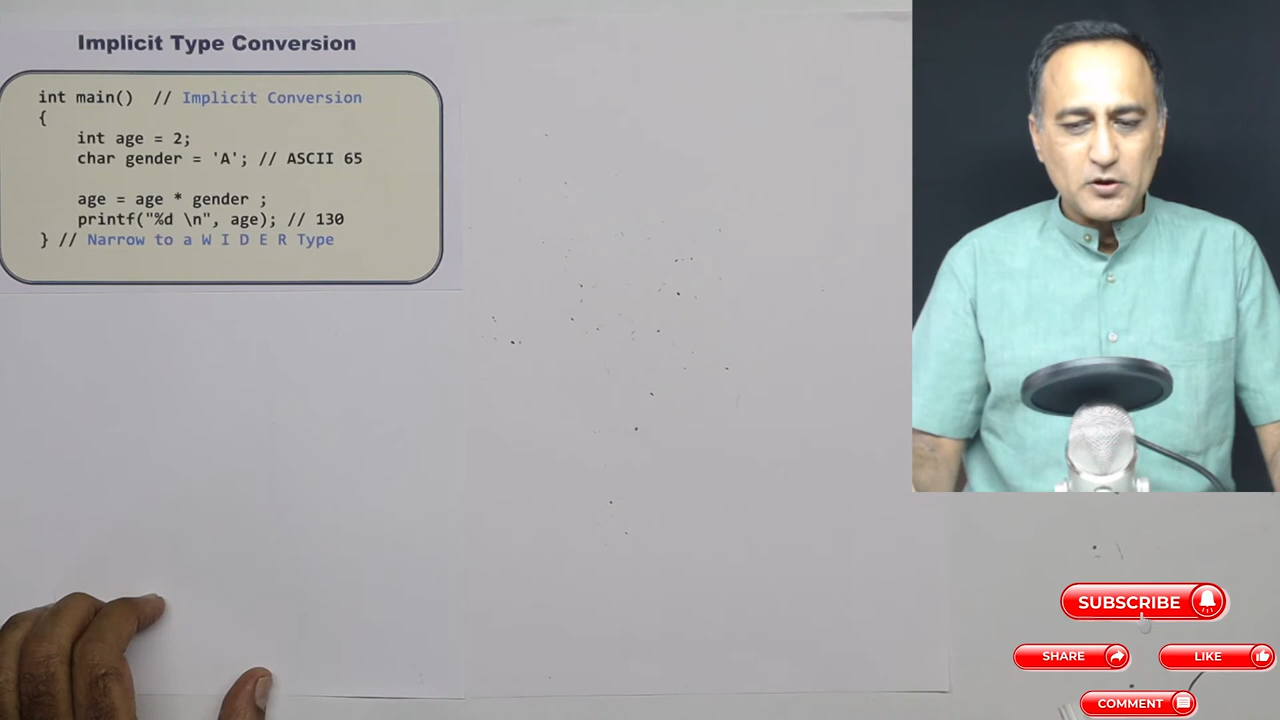 Implicit Type Conversion
int main()  // Implicit Conversion
{
    int age = 2;
    char gender = 'A'; // ASCII 65
    age = age * gender ;
    printf("%d \n", age); // 130
} // Narrow to a W I D E R Type
SUBSCRIBE
SHARE
LIKE
COMMENT